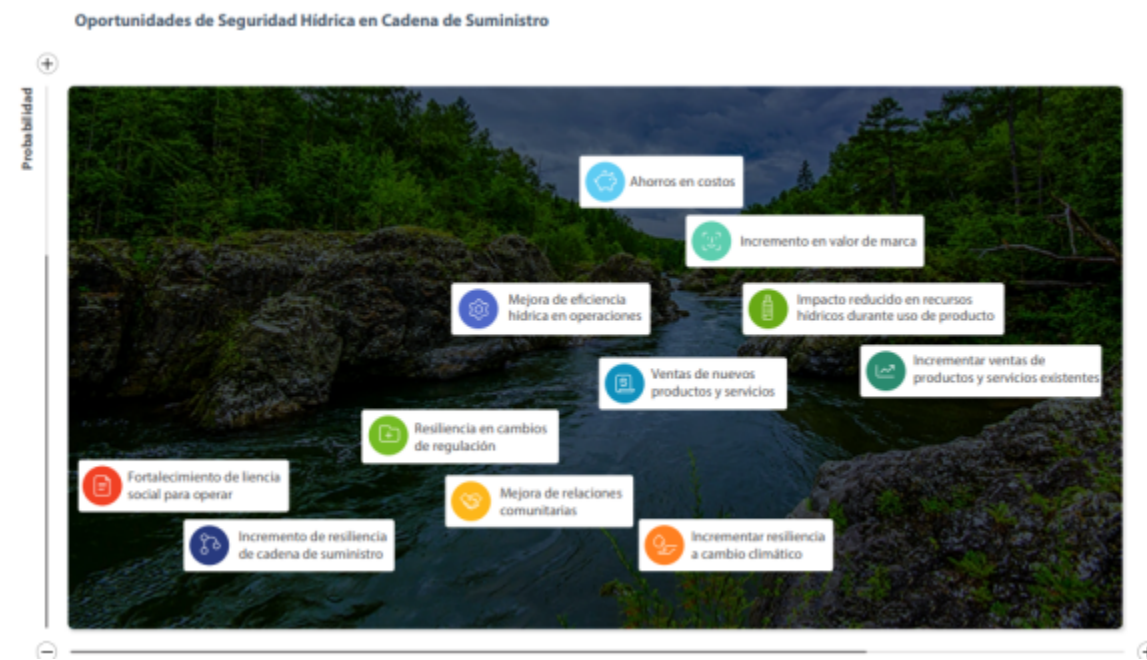 Oportunidades de Seguridad Hídrica en Cadena de Suministro
Probabilidad
Ahorros en costos
Incremento en valor de marca
Mejora de eficiencia
hídrica en operaciones
Impacto reducido en recursos
hídricos durante uso de producto
Ventas de nuevos
productos y servicios
Incrementar ventas de
productos y servicios existentes
Resiliencia en cambios
de regulación
Fortalecimiento de liencia
social para operar
Mejora de relaciones
comunitarias
Incremento de resiliencia
de cadena de suministro
Incrementar resiliencia
a cambio climático